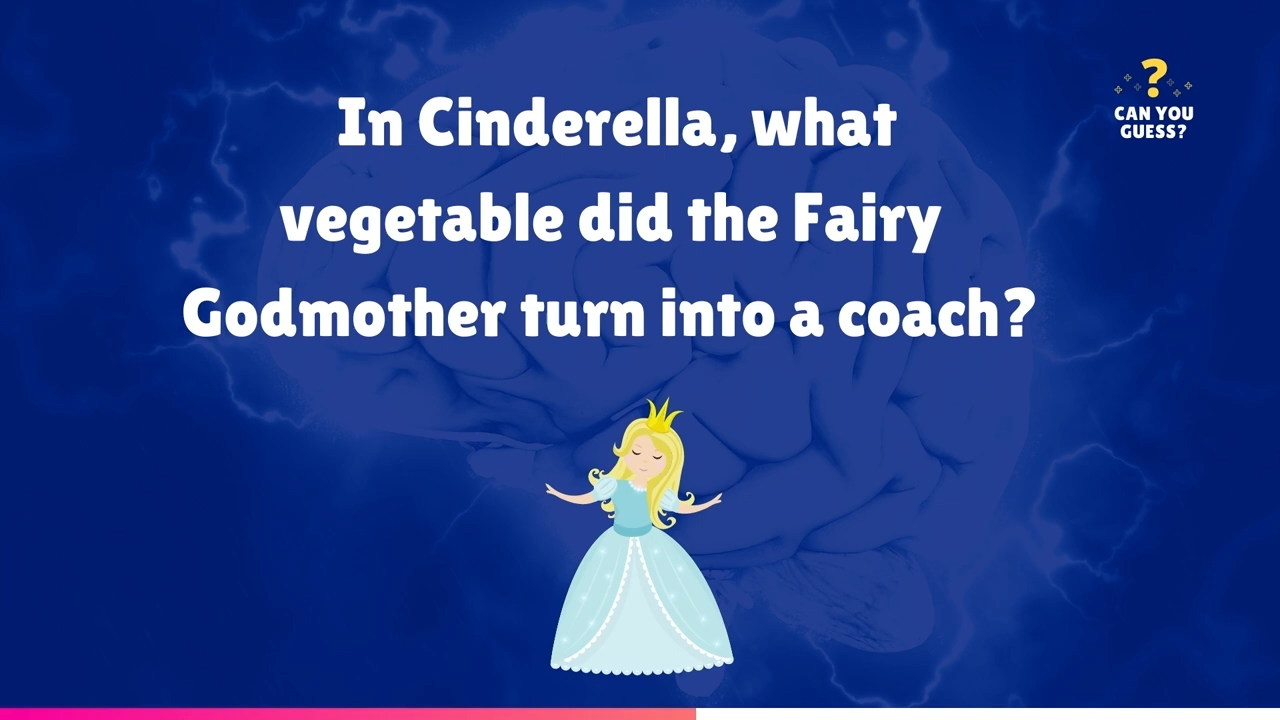 In Cinderella, what
vegetable did the Fairy
Godmother turn into a coach?
?
CAN YOU
GUESS?